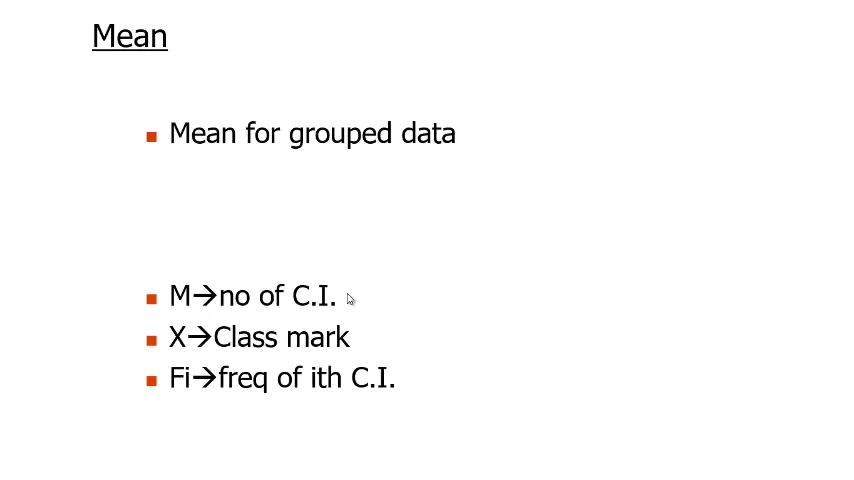 Mean
Mean for grouped data
M→no of C.I.
X→Class mark
Fi→freq of ith C.I.